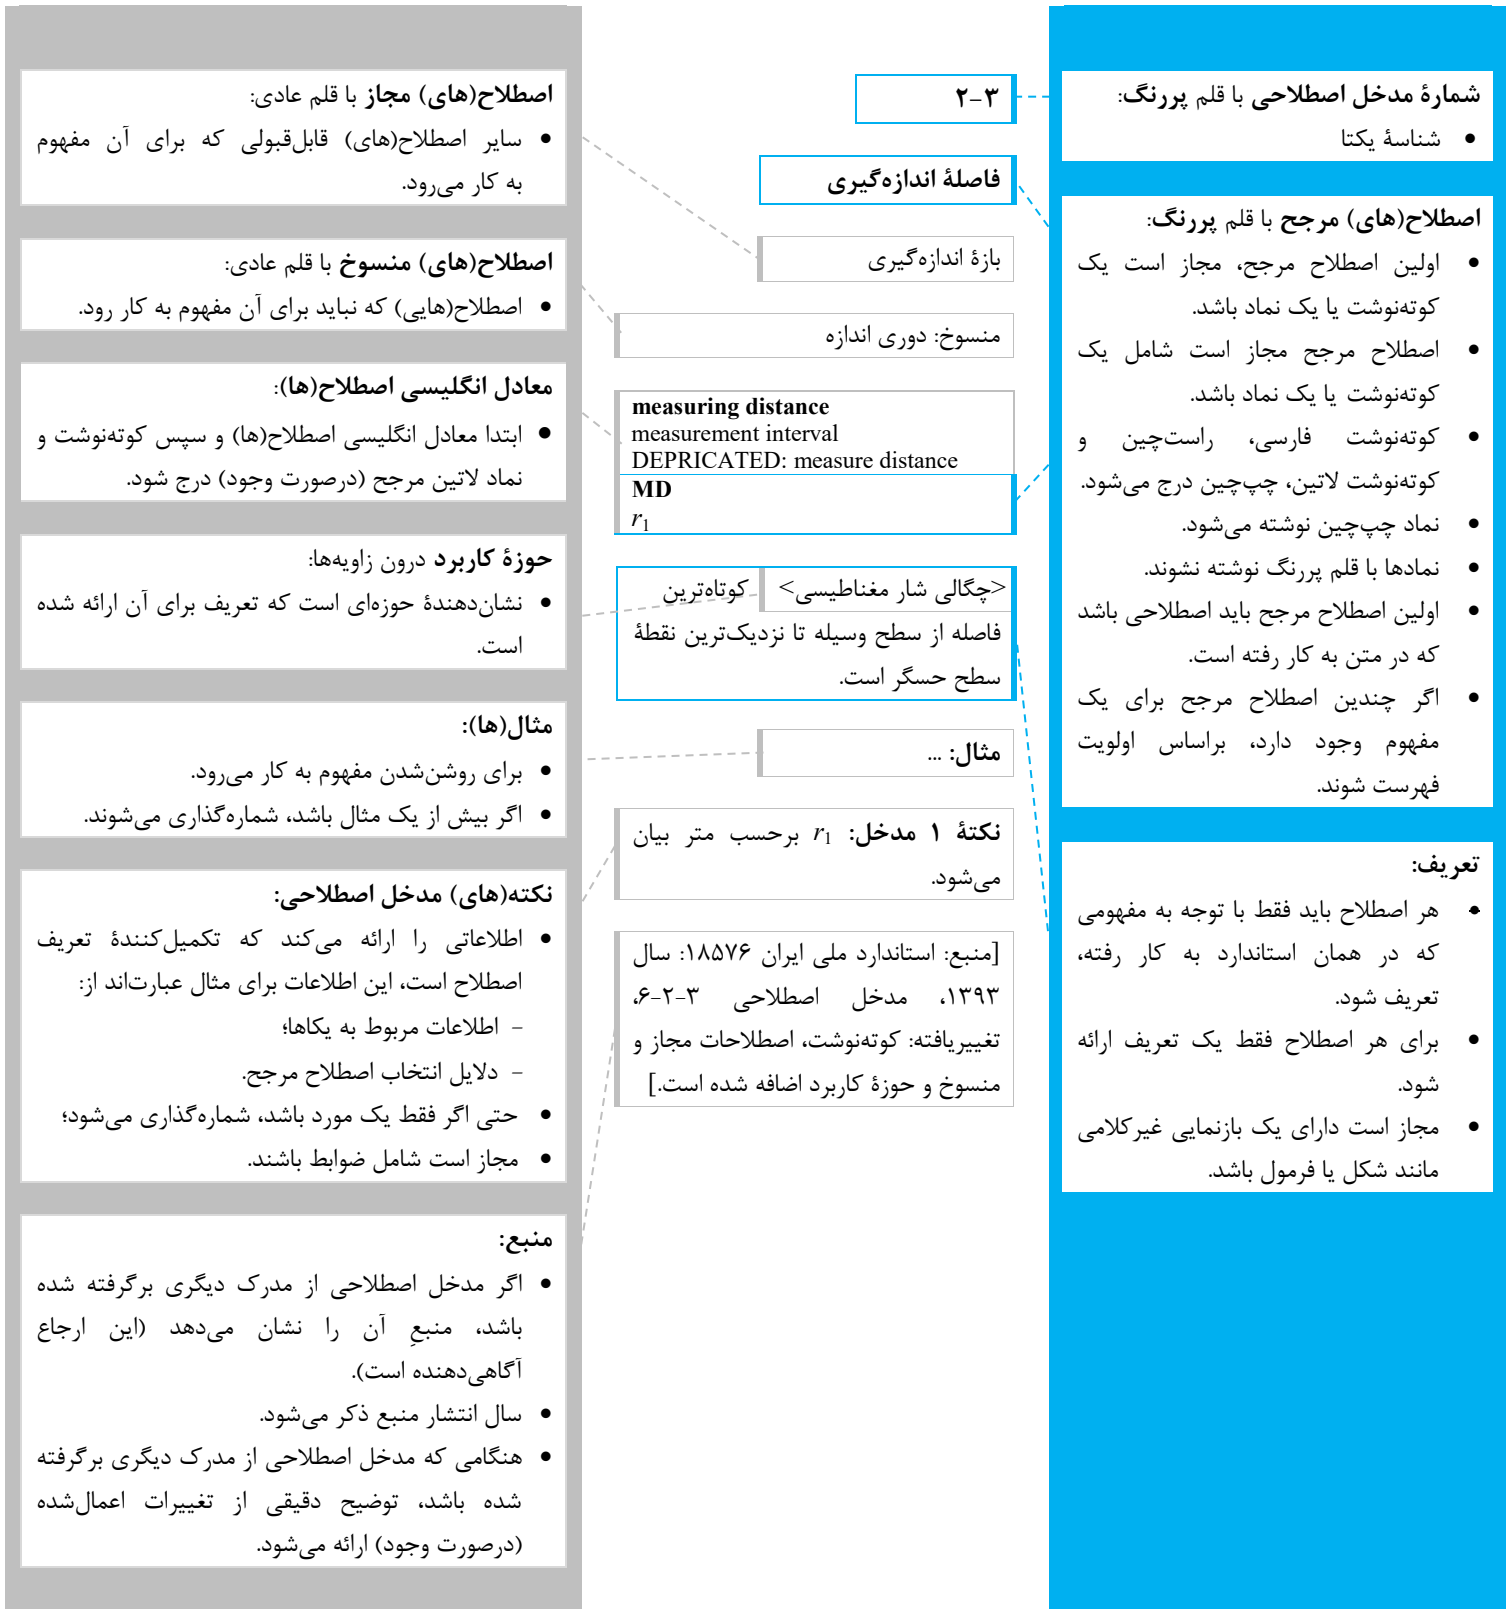 شمارهٔ مدخل اصطلاحی با قلم پررنگ:
• شناسهٔ یکتا
اصطلاح(های) مرجح با قلم پررنگ:
• اولین اصطلاح مرجح، مجاز است یک
کوته‌نوشت یا یک نماد باشد.
• اصطلاح مرجح مجاز است شامل یک
کوته‌نوشت یا یک نماد باشد.
• کوته‌نوشت فارسی، راست‌چین و
کوته‌نوشت لاتین، چپ‌چین درج می‌شود.
• نماد چپ‌چین نوشته می‌شود.
• نمادها با قلم پررنگ نوشته نشوند.
• اولین اصطلاح مرجح باید اصطلاحی باشد
که در متن به کار رفته است.
• اگر چندین اصطلاح مرجح برای یک
مفهوم وجود دارد، براساس اولویت
فهرست شوند.
تعریف:
• هر اصطلاح باید فقط با توجه به مفهومی
که در همان استاندارد به کار رفته،
تعریف شود.
• برای هر اصطلاح فقط یک تعریف ارائه
شود.
• مجاز است دارای یک بازنمایی غیرکلامی
مانند شکل یا فرمول باشد.
۲-۳
فاصلهٔ اندازه‌گیری
بازهٔ اندازه‌گیری
منسوخ: دوری اندازه
measuring distance
measurement interval
DEPRICATED: measure distance
MD
r₁
<چگالی شار مغناطیسی> کوتاه‌ترین
فاصله از سطح وسیله تا نزدیک‌ترین نقطهٔ
سطح حسگر است.
مثال: ...
نکتهٔ ۱ مدخل: r₁ برحسب متر بیان
می‌شود.
[منبع: استاندارد ملی ایران ۱۸۵۷۶: سال
۱۳۹۳، مدخل اصطلاحی ۳-۲-۶،
تغییریافته: کوته‌نوشت، اصطلاحات مجاز و
منسوخ و حوزهٔ کاربرد اضافه شده است.]
اصطلاح(های) مجاز با قلم عادی:
• سایر اصطلاح(های) قابل‌قبولی که برای آن مفهوم
به کار می‌رود.
اصطلاح(های) منسوخ با قلم عادی:
• اصطلاح(هایی) که نباید برای آن مفهوم به کار رود.
معادل انگلیسی اصطلاح(ها):
• ابتدا معادل انگلیسی اصطلاح(ها) و سپس کوته‌نوشت و
نماد لاتین مرجح (درصورت وجود) درج شود.
حوزهٔ کاربرد درون زاویه‌ها:
• نشان‌دهندهٔ حوزه‌ای است که تعریف برای آن ارائه شده
است.
مثال(ها):
• برای روشن‌شدن مفهوم به کار می‌رود.
• اگر بیش از یک مثال باشد، شماره‌گذاری می‌شوند.
نکته(های) مدخل اصطلاحی:
• اطلاعاتی را ارائه می‌کند که تکمیل‌کنندهٔ تعریف
اصطلاح است، این اطلاعات برای مثال عبارت‌اند از:
- اطلاعات مربوط به یکاها؛
- دلایل انتخاب اصطلاح مرجح.
• حتی اگر فقط یک مورد باشد، شماره‌گذاری می‌شود؛
• مجاز است شامل ضوابط باشند.
منبع:
• اگر مدخل اصطلاحی از مدرک دیگری برگرفته شده
باشد، منبعِ آن را نشان می‌دهد (این ارجاع
آگاهی‌دهنده است).
• سال انتشار منبع ذکر می‌شود.
• هنگامی که مدخل اصطلاحی از مدرک دیگری برگرفته
شده باشد، توضیح دقیقی از تغییرات اعمال‌شده
(درصورت وجود) ارائه می‌شود.